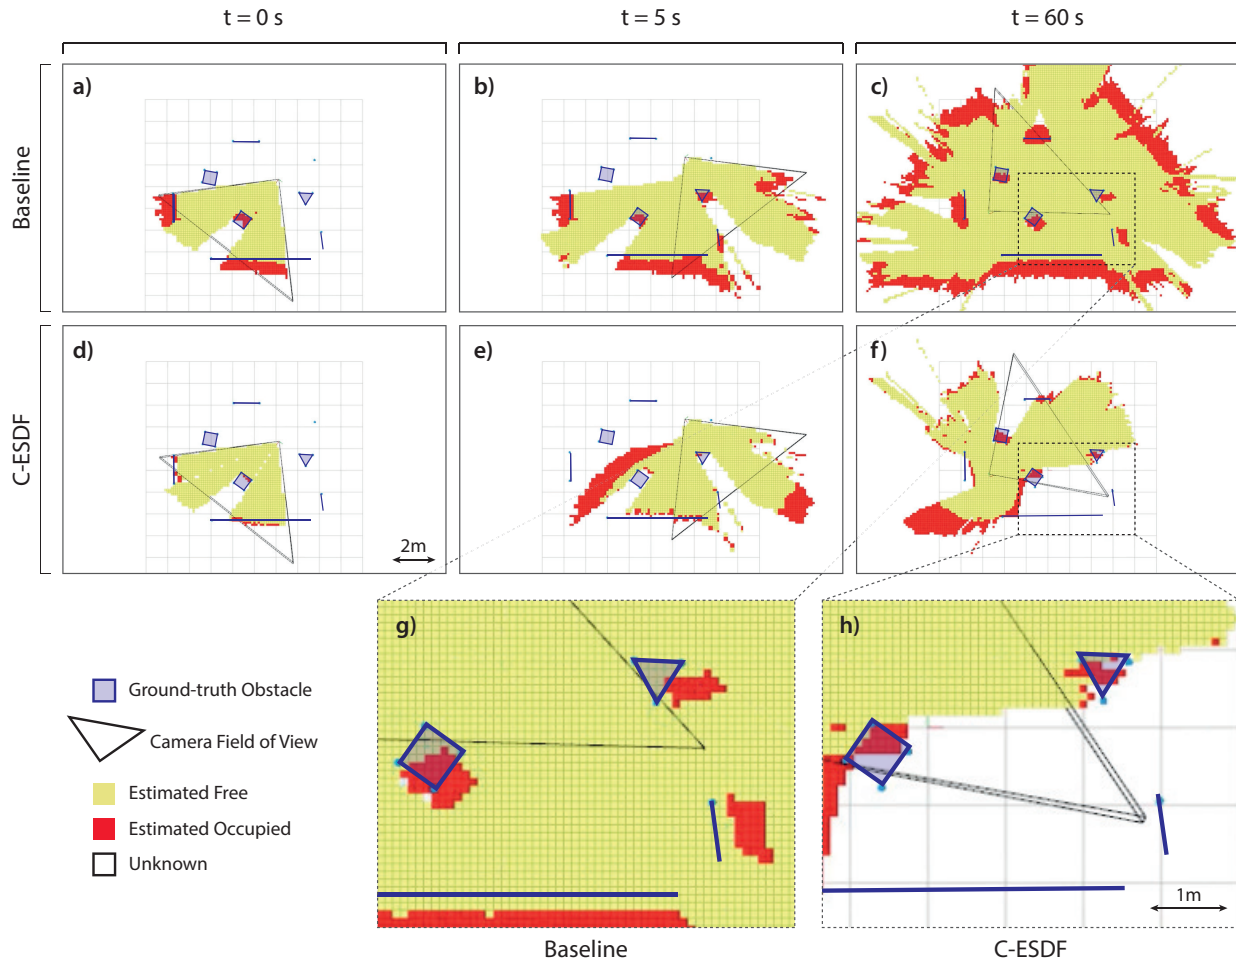 t = 0 s
t = 5 s
t = 60 s
Baseline
a)
b)
c)
C-ESDF
d)
2m
e)
f)
g)
h)
Ground-truth Obstacle
Camera Field of View
Estimated Free
Estimated Occupied
Unknown
1m
Baseline
C-ESDF